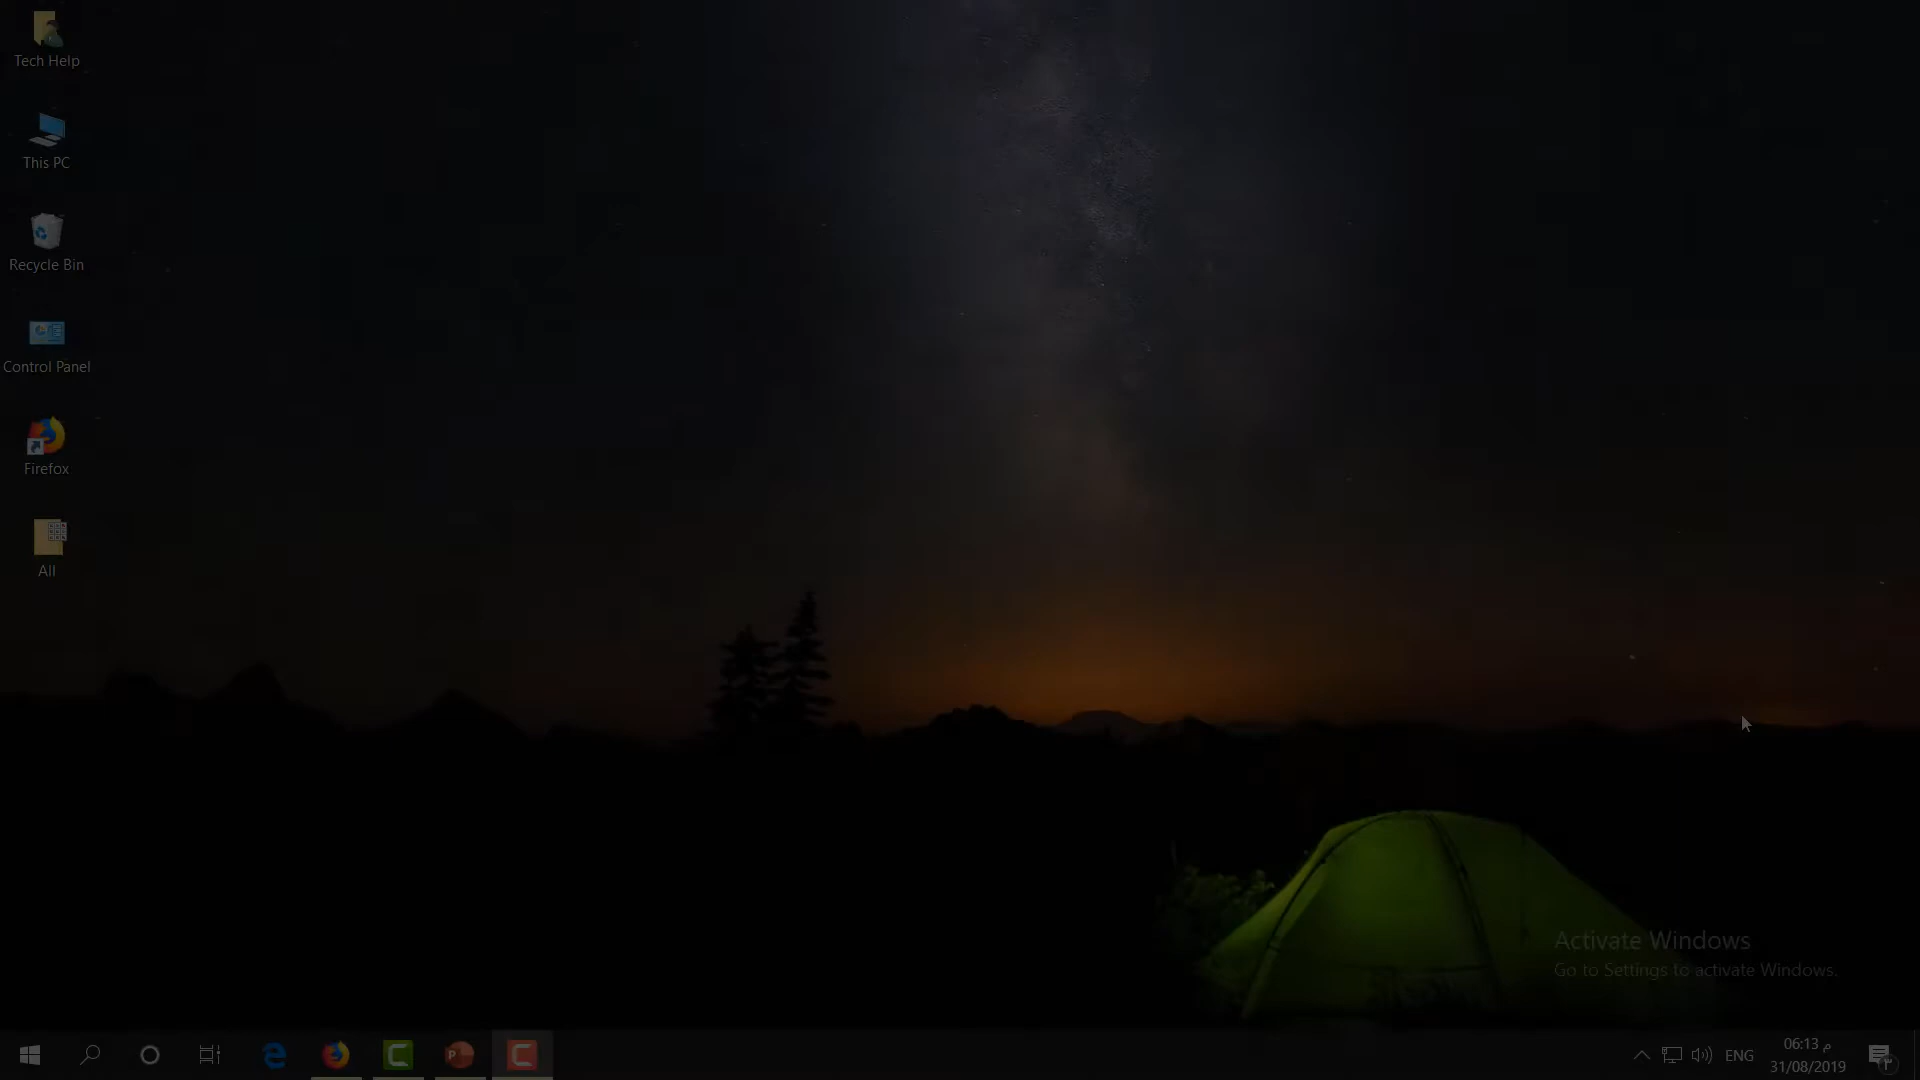 Tech Help
This PC
Recycle Bin
Control Panel
Firefox
All
Activate Windows
Go to Settings to activate Windows.
ENG
06:13 م
31/08/2019
٢